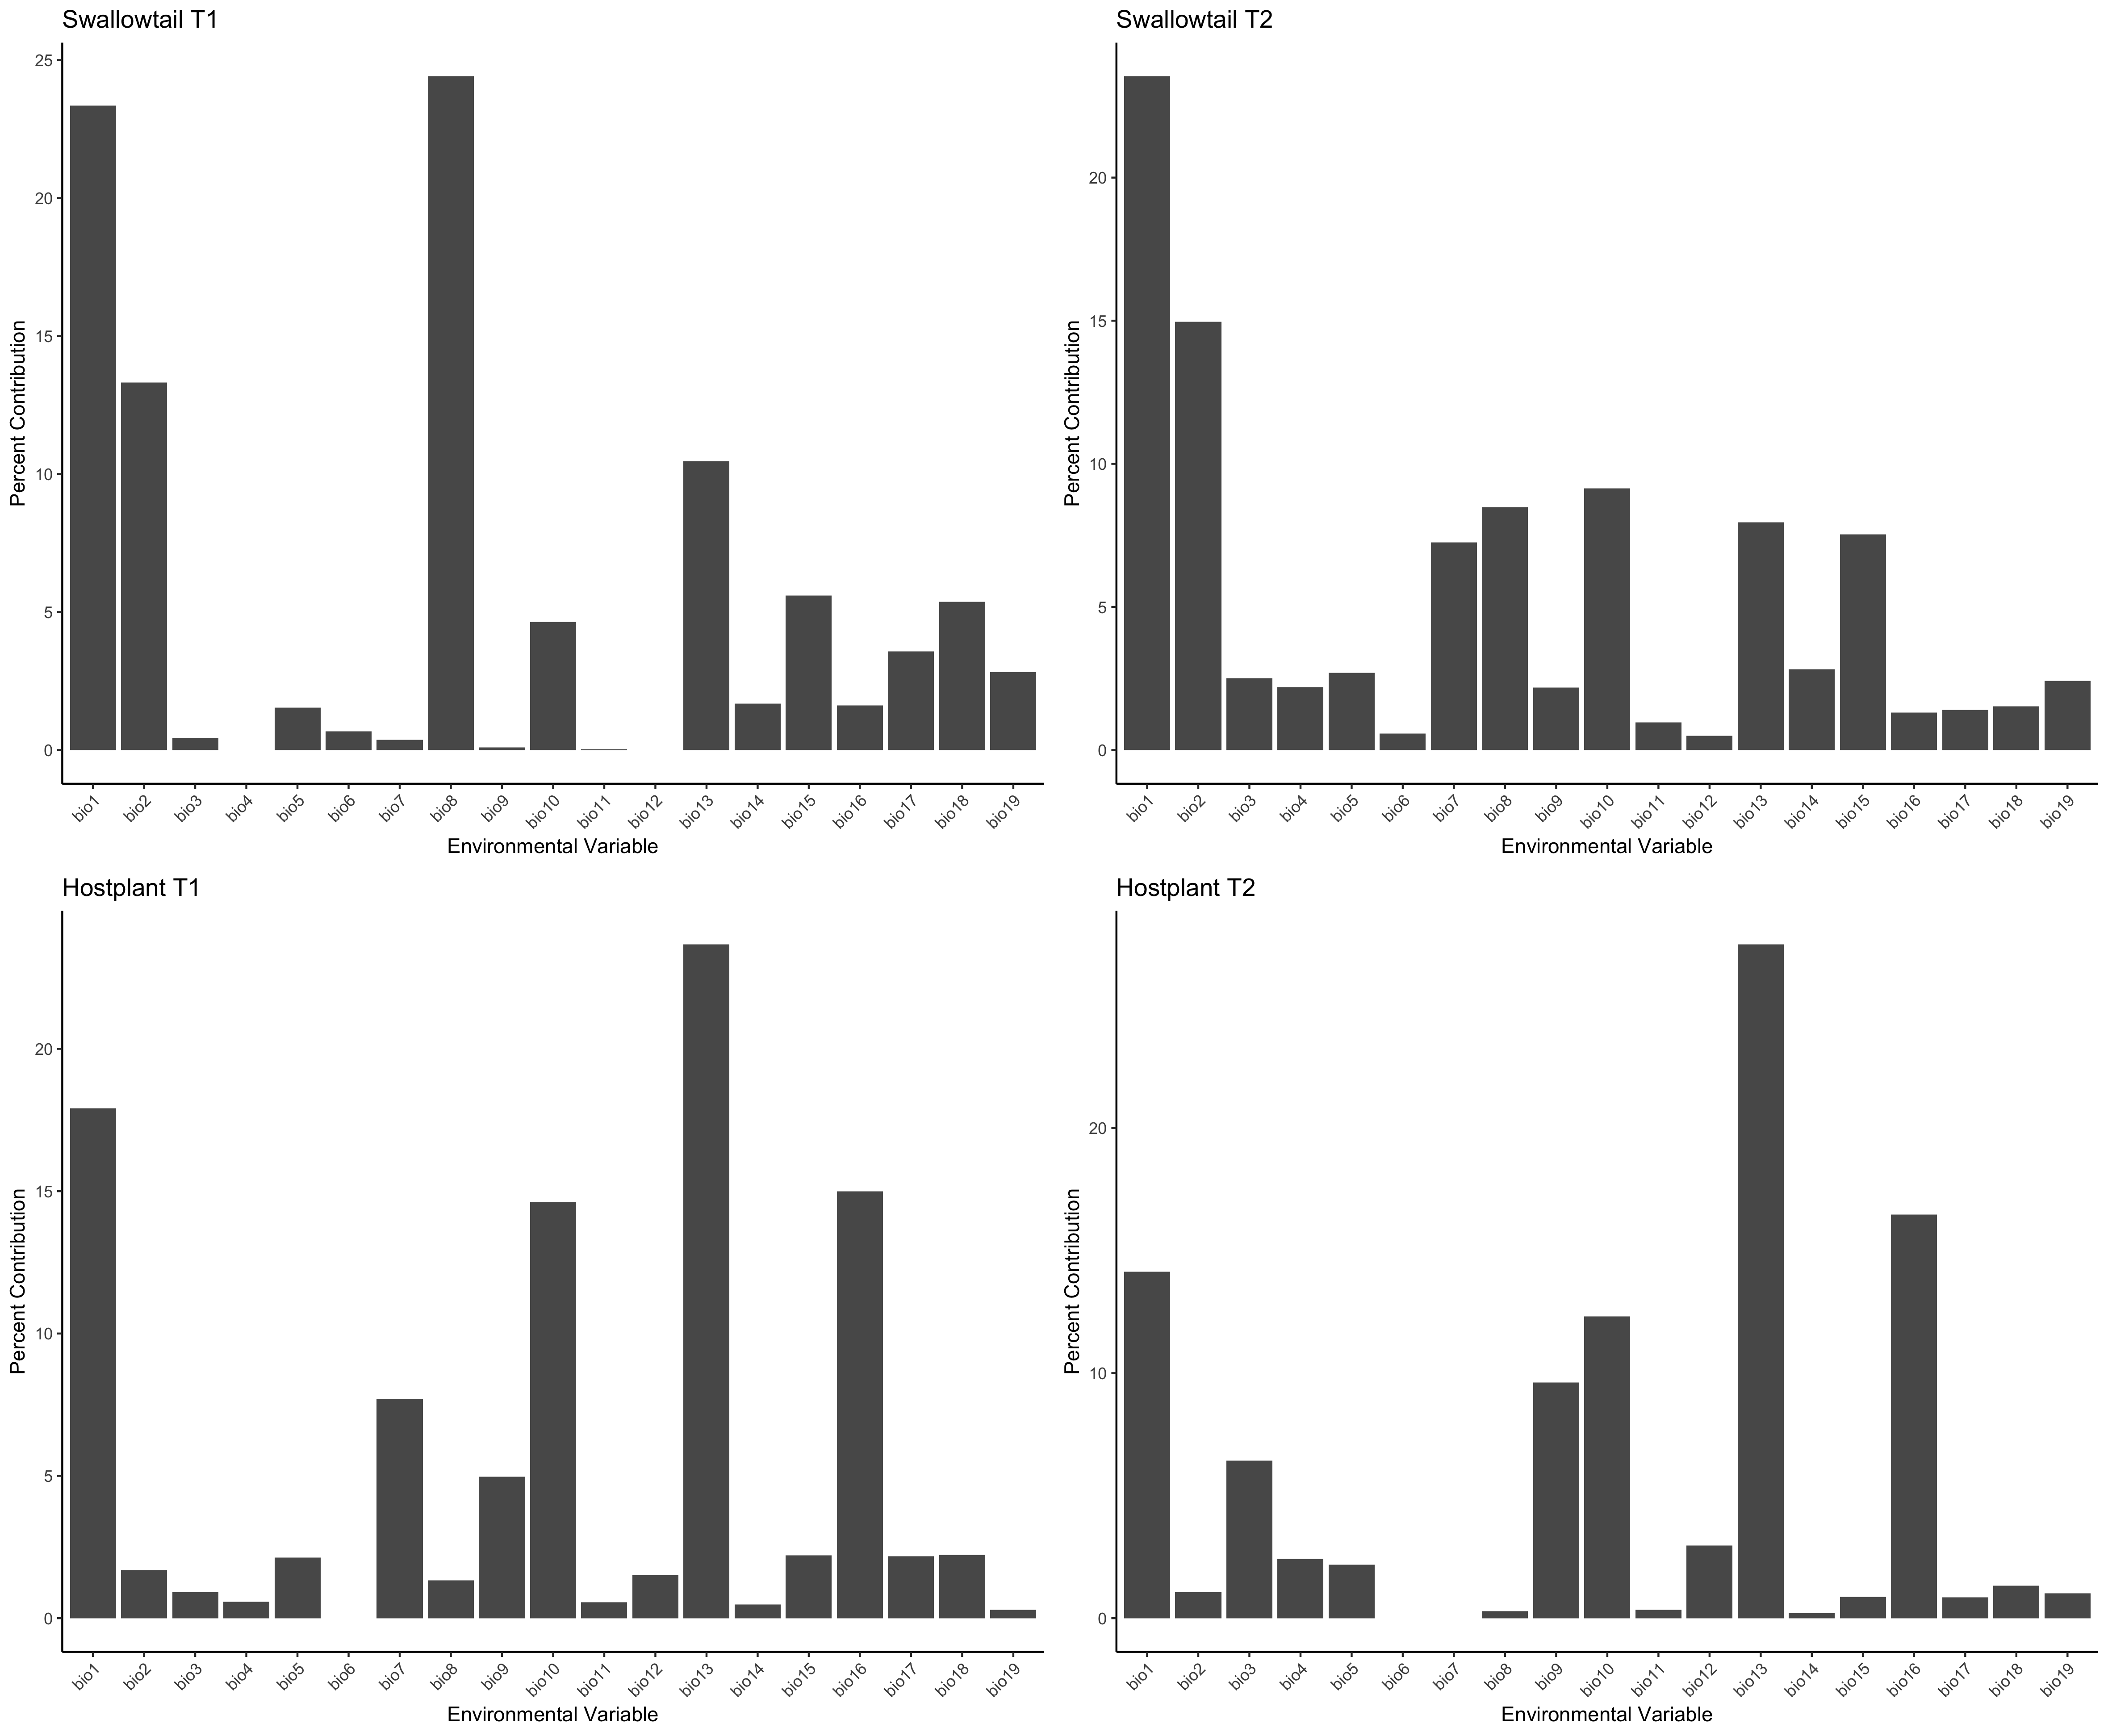 Swallowtail T1
25
20
15
10
5
0
Percent Contribution
bio1 bio2 bio3 bio4 bio5 bio6 bio7 bio8 bio9 bio10 bio11 bio12 bio13 bio14 bio15 bio16 bio17 bio18 bio19
Environmental Variable
Swallowtail T2
20
15
10
5
0
Percent Contribution
bio1 bio2 bio3 bio4 bio5 bio6 bio7 bio8 bio9 bio10 bio11 bio12 bio13 bio14 bio15 bio16 bio17 bio18 bio19
Environmental Variable
Hostplant T1
20
15
10
5
0
Percent Contribution
bio1 bio2 bio3 bio4 bio5 bio6 bio7 bio8 bio9 bio10 bio11 bio12 bio13 bio14 bio15 bio16 bio17 bio18 bio19
Environmental Variable
Hostplant T2
20
10
0
Percent Contribution
bio1 bio2 bio3 bio4 bio5 bio6 bio7 bio8 bio9 bio10 bio11 bio12 bio13 bio14 bio15 bio16 bio17 bio18 bio19
Environmental Variable